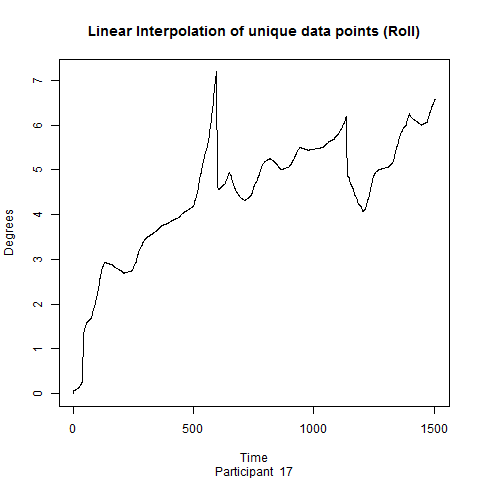 Linear Interpolation of unique data points (Roll)
Degrees
7
6
5
4
3
2
1
0
0 500 1000 1500
Time
Participant 17